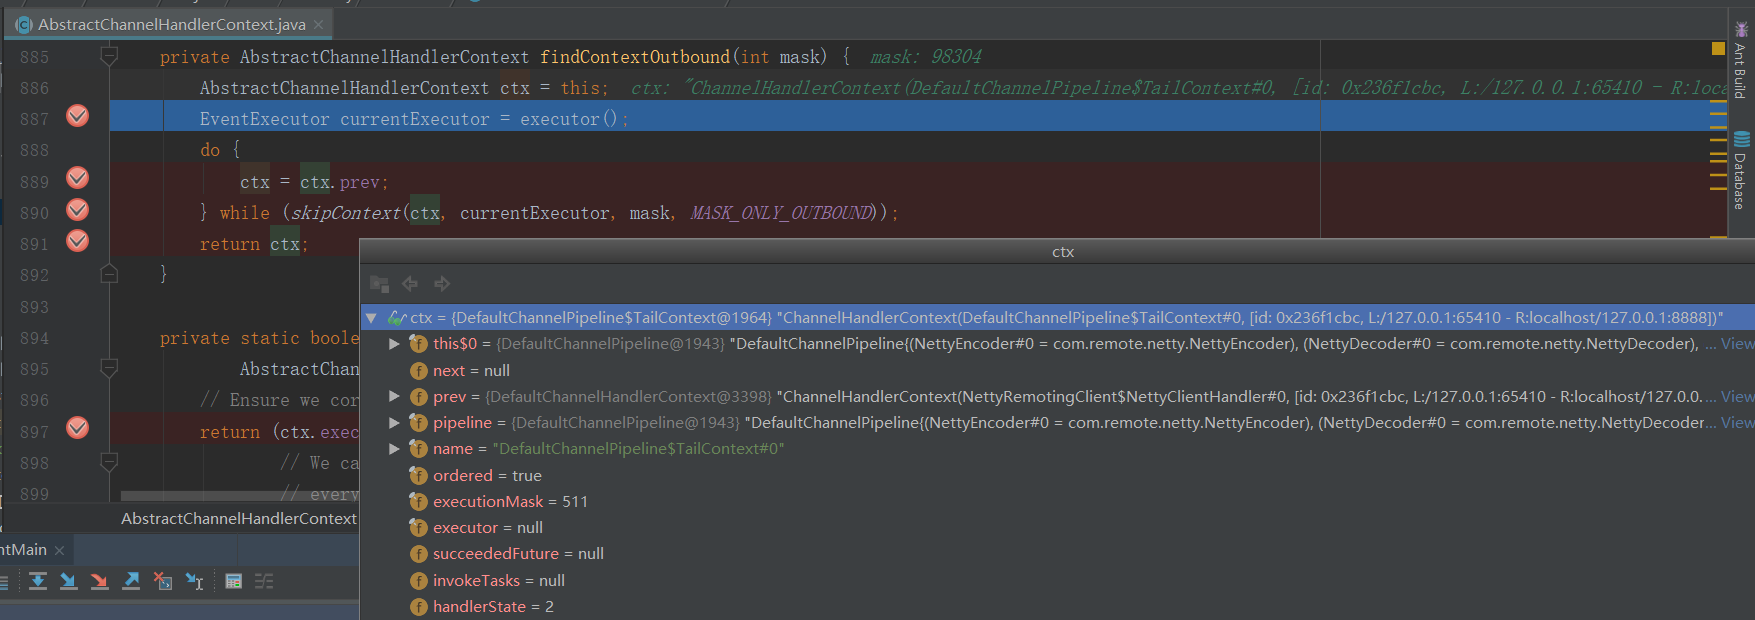 AbstractChannelHandlerContext.java
885 private AbstractChannelHandlerContext findContextOutbound(int mask) { mask: 98304
886 AbstractChannelHandlerContext ctx = this; ctx: "ChannelHandlerContext(DefaultChannelPipeline$TailContext#0, [id: 0x236f1cbc, L:/127.0.0.1:65410 - R:loca
887 EventExecutor currentExecutor = executor();
888 do {
889 ctx = ctx.prev;
890 } while (skipContext(ctx, currentExecutor, mask, MASK_ONLY_OUTBOUND));
891 return ctx;
892 }
893
894 private static boole
895 AbstractChan
896 // Ensure we cor
897 return (ctx.exec
898 // We ca
899 // every
AbstractChannelHandlerContext
ntMain
ctx
ctx = {DefaultChannelPipeline$TailContext@1964} "ChannelHandlerContext(DefaultChannelPipeline$TailContext#0, [id: 0x236f1cbc, L:/127.0.0.1:65410 - R:localhost/127.0.0.1:8888])"
this$0 = {DefaultChannelPipeline@1943} "DefaultChannelPipeline{(NettyEncoder#0 = com.remote.netty.NettyEncoder), (NettyDecoder#0 = com.remote.netty.NettyDecoder), ... View
next = null
prev = {DefaultChannelHandlerContext@3398} "ChannelHandlerContext(NettyRemotingClient$NettyClientHandler#0, [id: 0x236f1cbc, L:/127.0.0.1:65410 - R:localhost/127.0.0.... View
pipeline = {DefaultChannelPipeline@1943} "DefaultChannelPipeline{(NettyEncoder#0 = com.remote.netty.NettyEncoder), (NettyDecoder#0 = com.remote.netty.NettyDecoder... View
name = "DefaultChannelPipeline$TailContext#0"
ordered = true
executionMask = 511
executor = null
succeededFuture = null
invokeTasks = null
handlerState = 2
Ant Build
Database